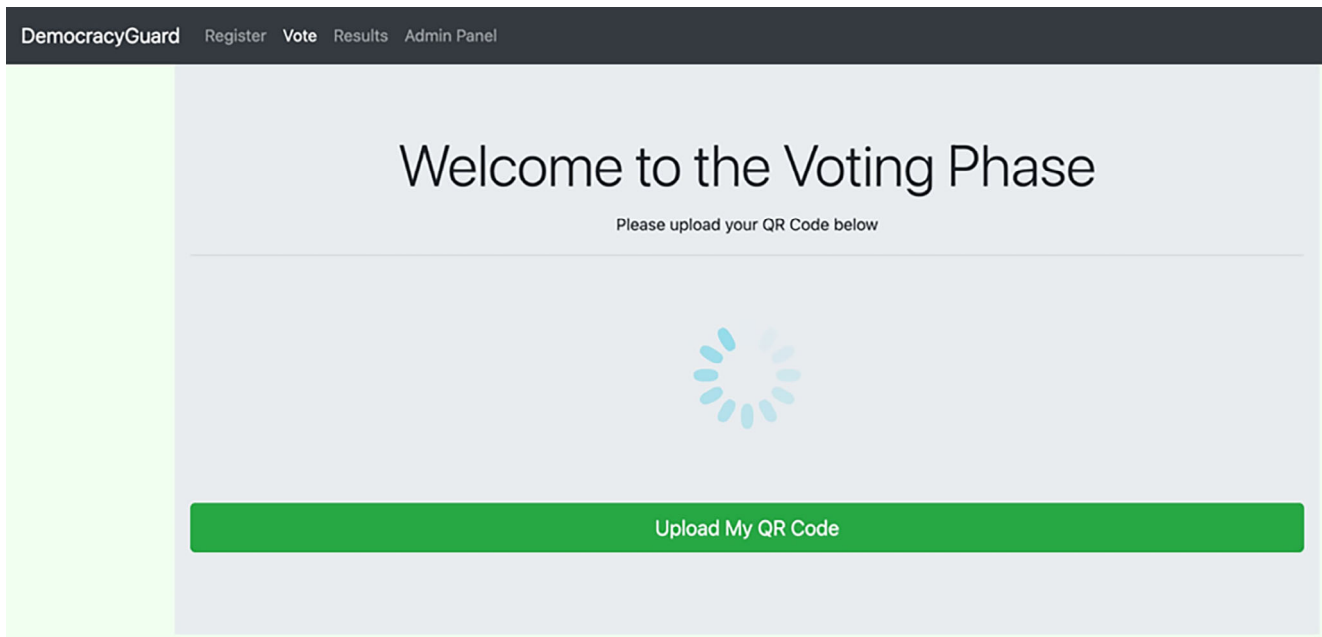 DemocracyGuard Register Vote Results Admin Panel
Welcome to the Voting Phase
Please upload your QR Code below
Upload My QR Code